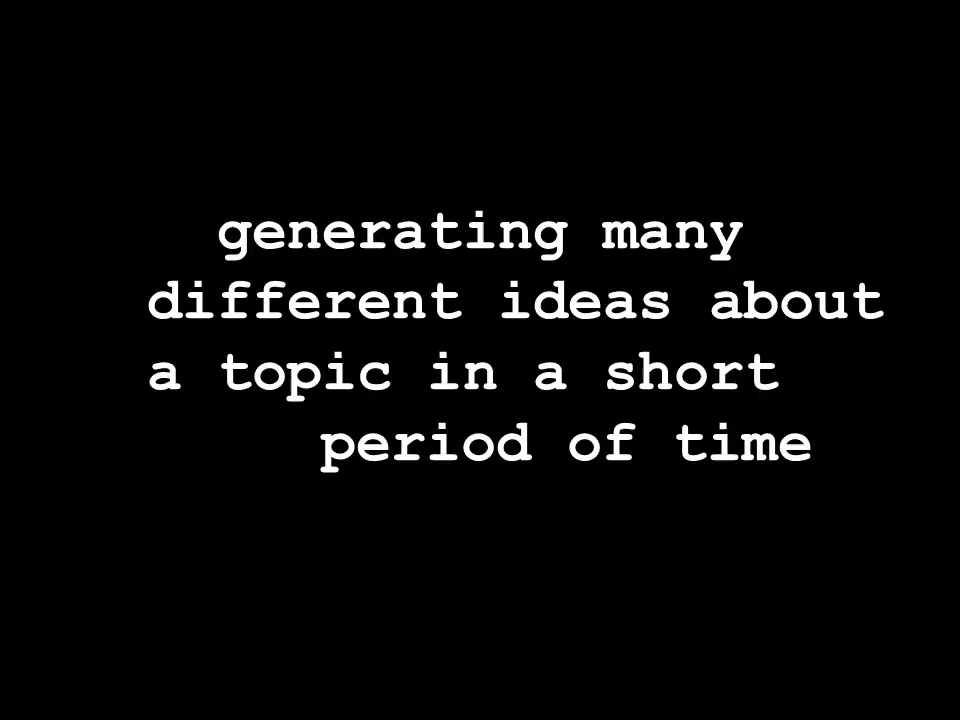 generating many
different ideas about
a topic in a short
period of time